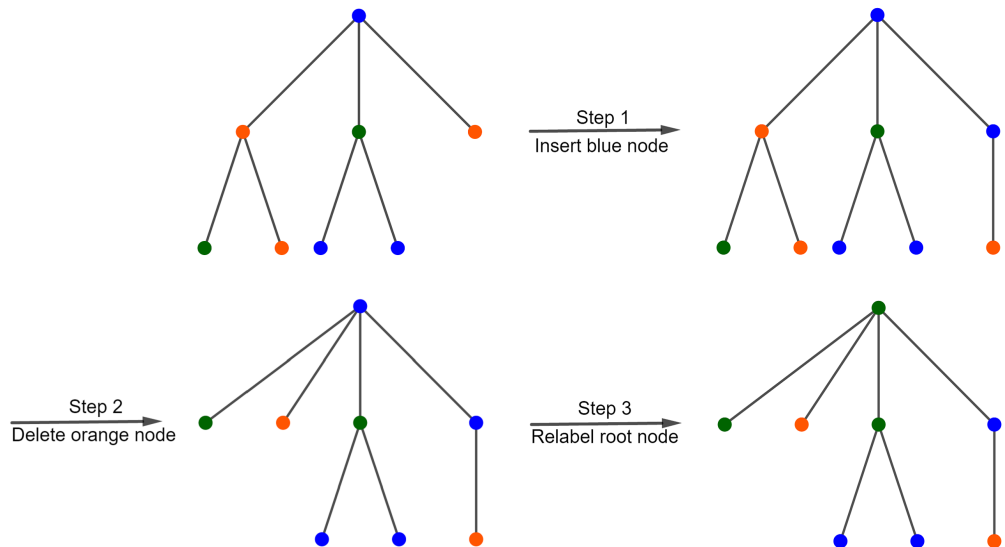 Step 1
Insert blue node
Step 2
Delete orange node
Step 3
Relabel root node